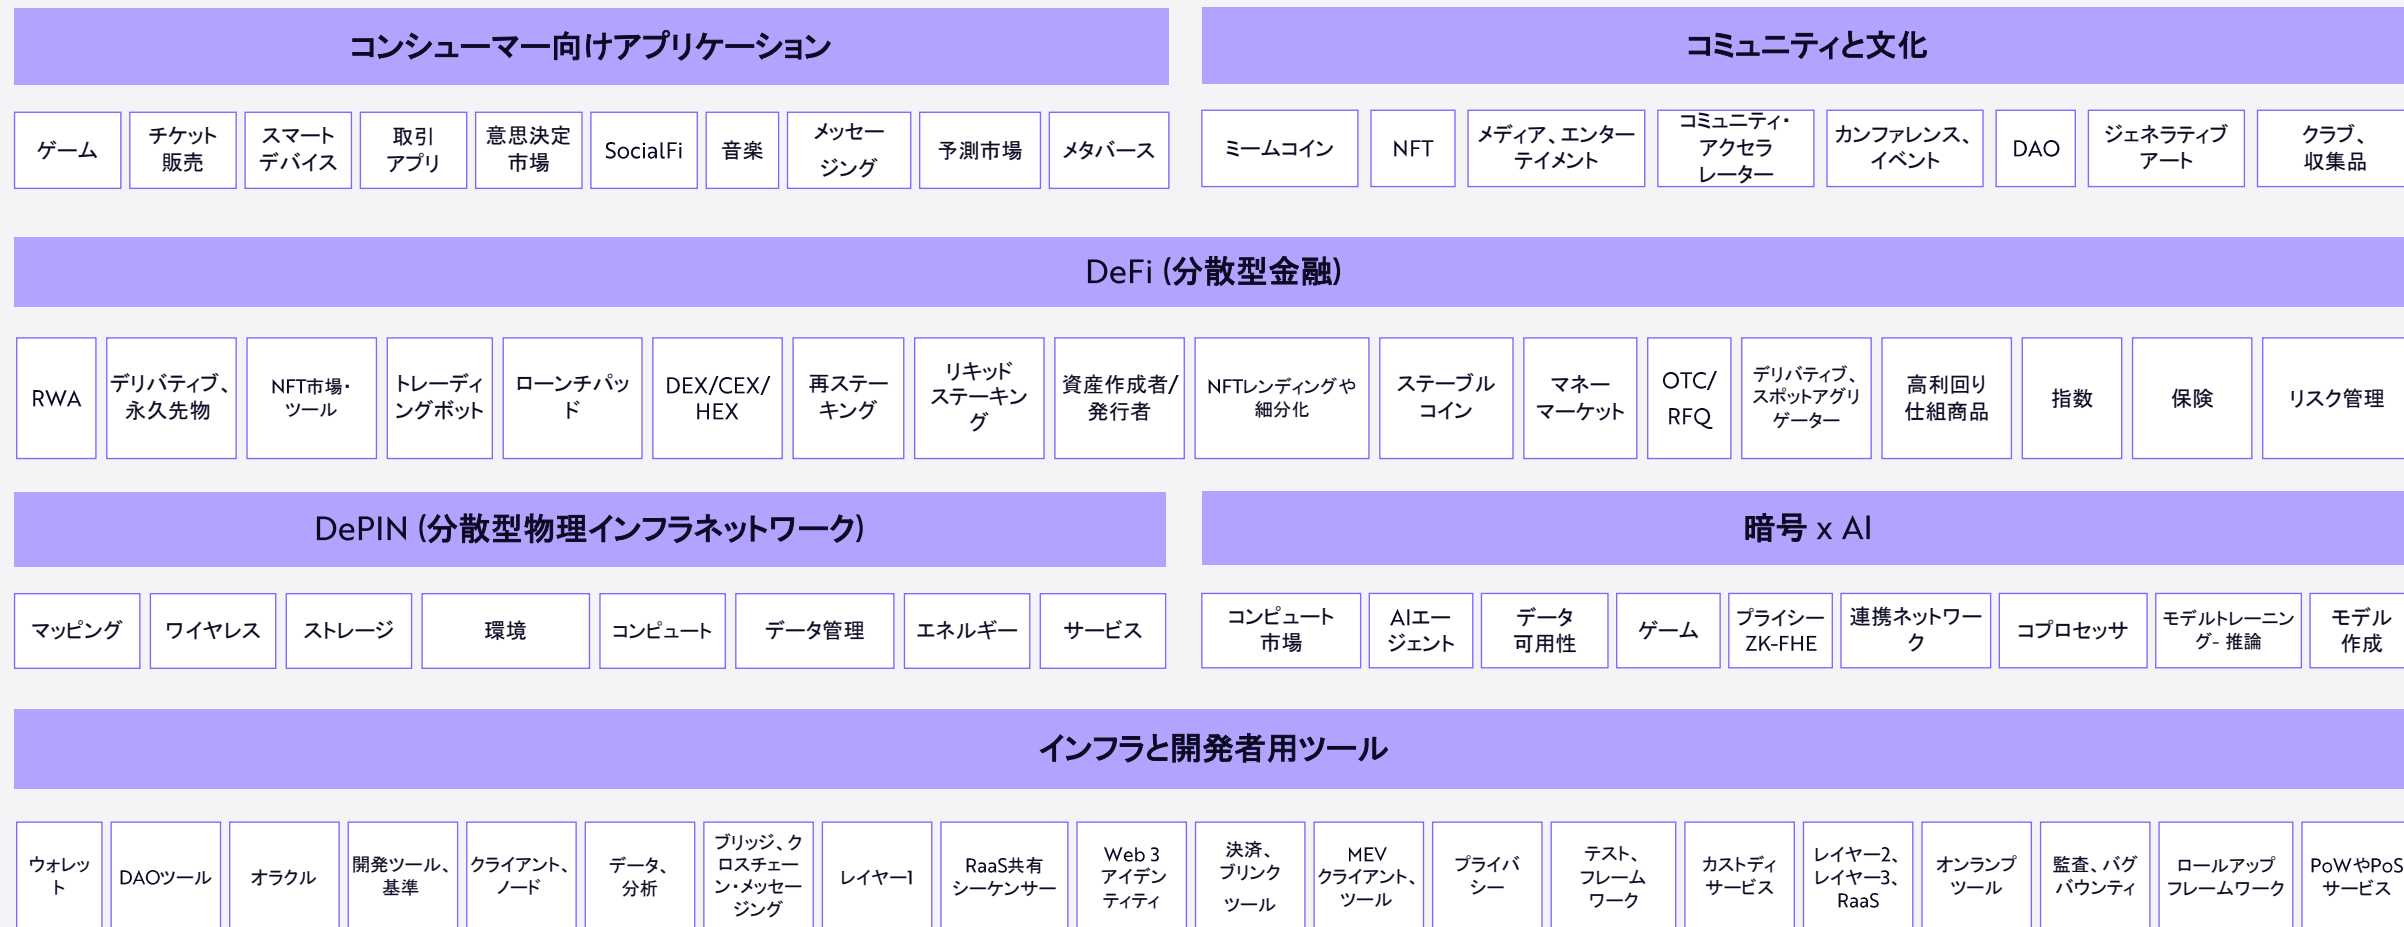 コンシューマー向けアプリケーション
コミュニティと文化
ゲーム
チケット
販売
スマート
デバイス
取引
アプリ
意思決定
市場
SocialFi
音楽
メッセー
ジング
予測市場
メタバース
ミームコイン
NFT
メディア、エンター
テイメント
コミュニティ・
アクセラ
レーター
カンファレンス、
イベント
DAO
ジェネラティブ
アート
クラブ、
収集品
DeFi (分散型金融)
RWA
デリバティブ、
永久先物
NFT市場・
ツール
トレーディ
ングボット
ローンチパッ
ド
DEX/CEX/
HEX
再ステー
キング
リキッド
ステーキン
グ
資産作成者/
発行者
NFTレンディングや
細分化
ステーブル
コイン
マネー
マーケット
OTC/
RFQ
デリバティブ、
スポットアグリ
ゲーター
高利回り
仕組商品
指数
保険
リスク管理
DePIN (分散型物理インフラネットワーク)
暗号 x AI
マッピング
ワイヤレス
ストレージ
環境
コンピュート
データ管理
エネルギー
サービス
コンピュート
市場
AIエー
ジェント
データ
可用性
ゲーム
プライシー
ZK-FHE
連携ネットワー
ク
コプロセッサ
モデルトレーニン
グ- 推論
モデル
作成
インフラと開発者用ツール
ウォレッ
ト
DAOツール
オラクル
開発ツール、
基準
クライアント、
ノード
データ、
分析
ブリッジ、ク
ロスチェー
ン・メッセー
ジング
レイヤー1
RaaS共有
シーケンサー
Web 3
アイデン
ティティ
決済、
ブリンク
ツール
MEV
クライアント、
ツール
プライバ
シー
テスト、
フレーム
ワーク
カストディ
サービス
レイヤー2、
レイヤー3、
RaaS
オンランプ
ツール
監査、バグ
バウンティ
ロールアップ
フレームワーク
PoWやPoS
サービス